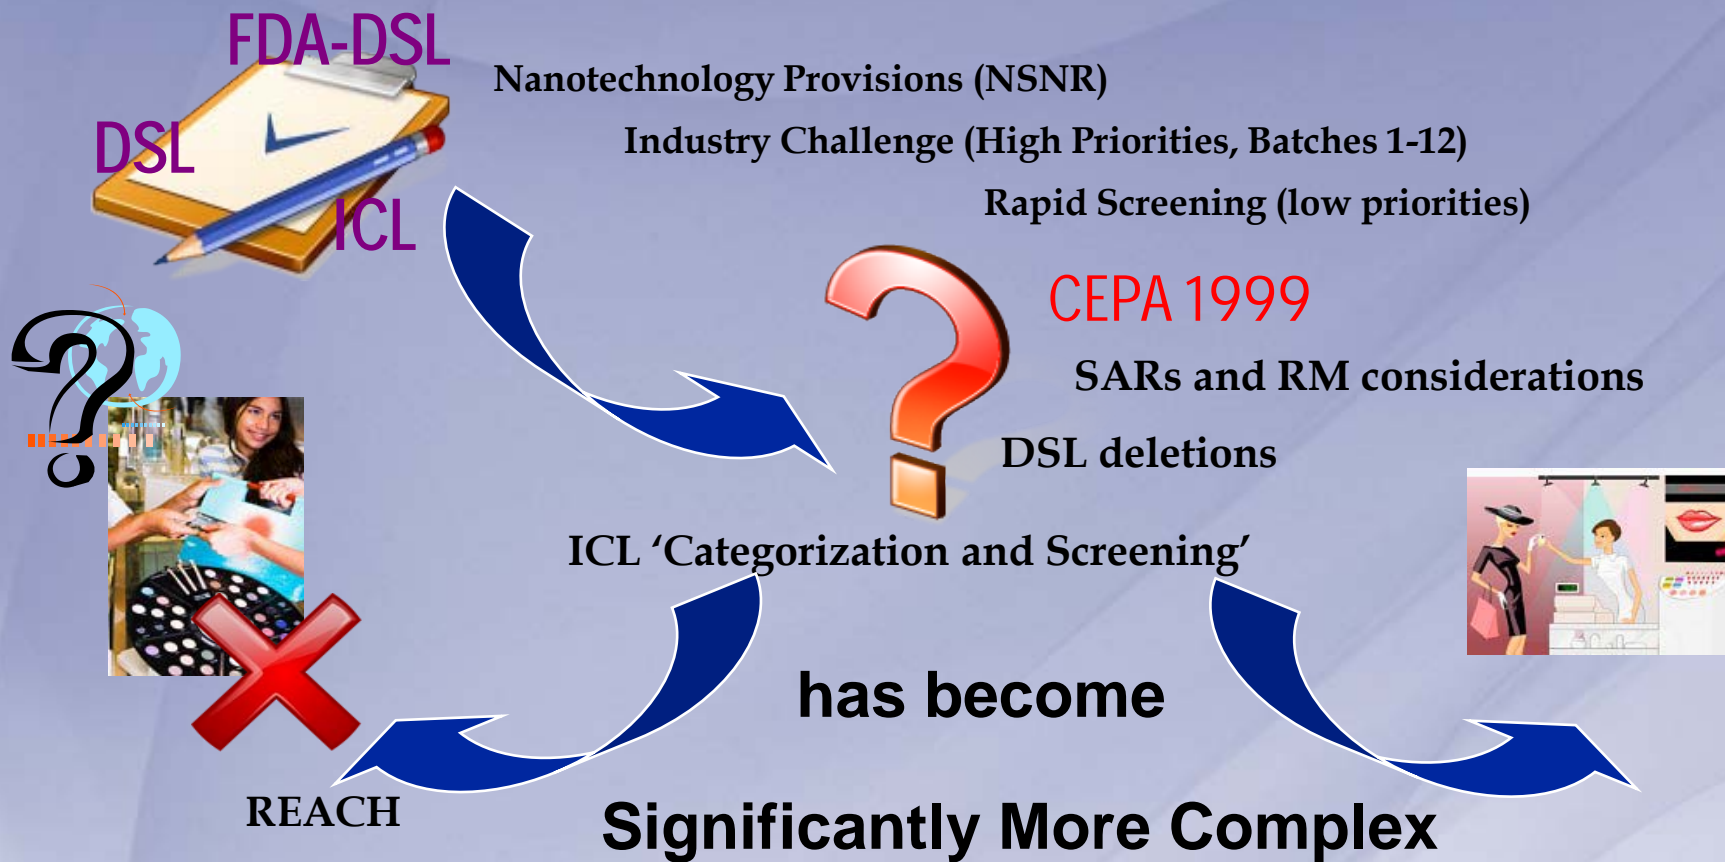 FDA-DSL
DSL
ICL
Nanotechnology Provisions (NSNR)
Industry Challenge (High Priorities, Batches 1-12)
Rapid Screening (low priorities)
CEPA 1999
SARs and RM considerations
DSL deletions
ICL ‘Categorization and Screening’
has become
REACH
Significantly More Complex